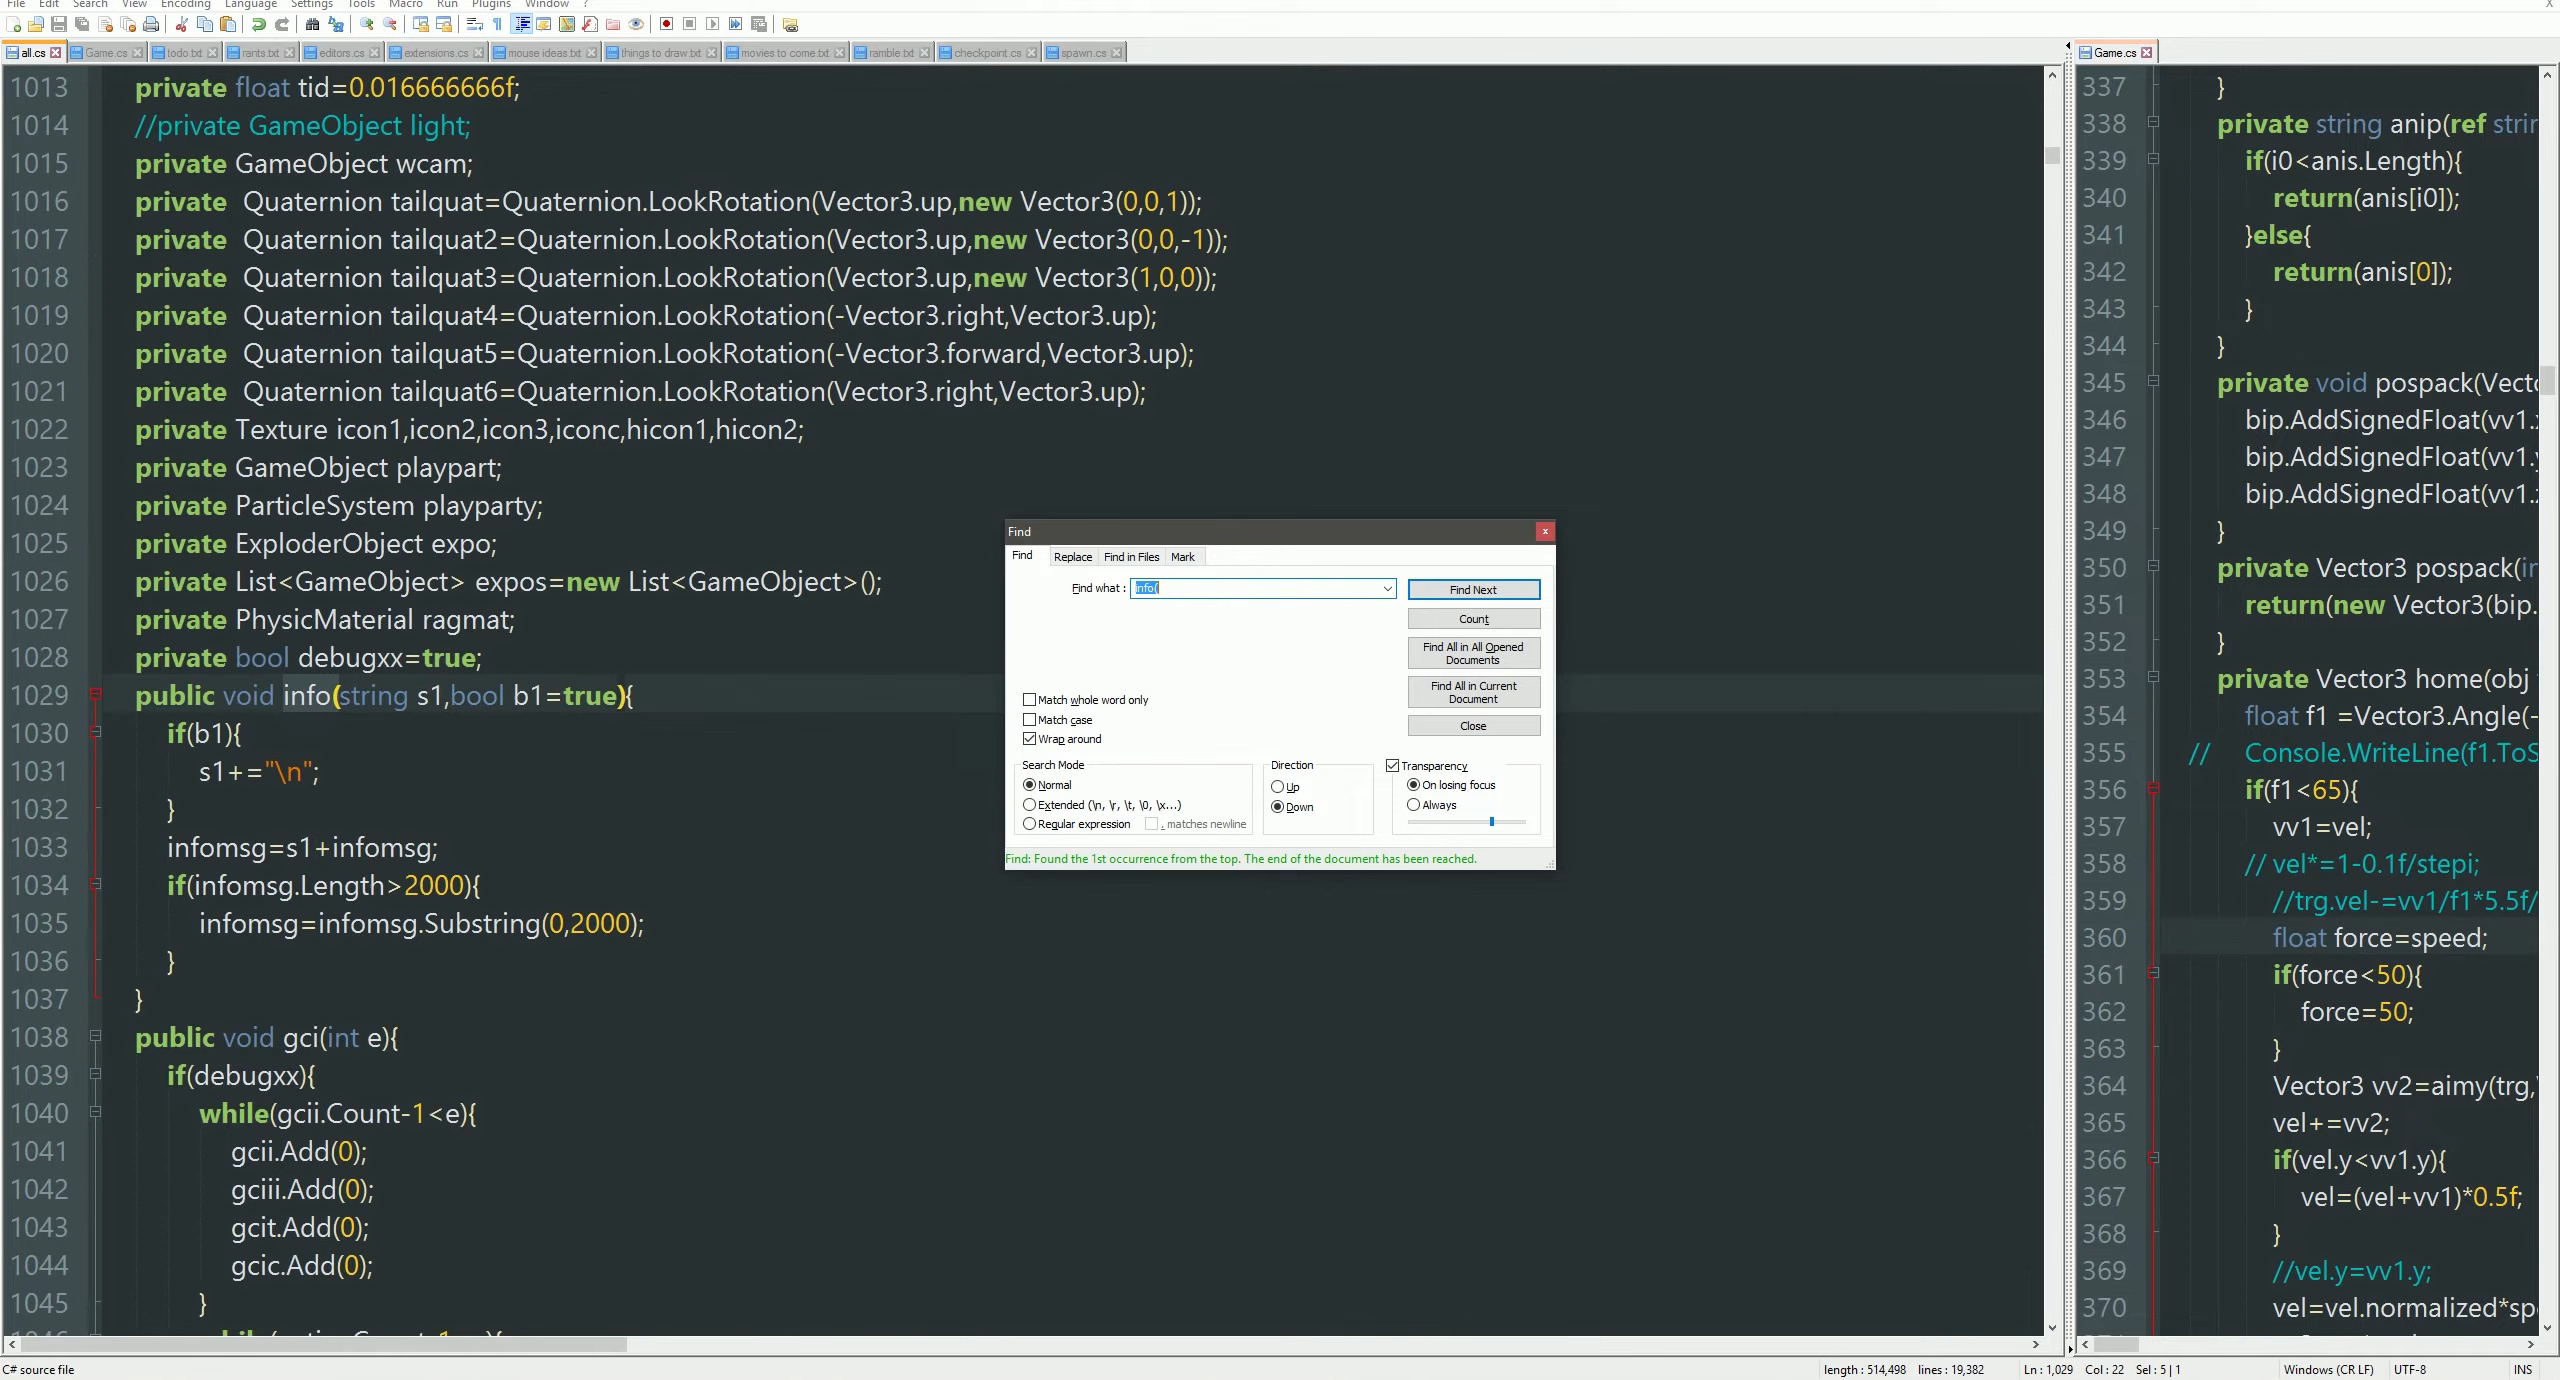 File Edit Search View Encoding Language Settings Tools Macro Run Plugins Window ? X
all.cs Game.cs todo.txt rants.txt editors.cs extensions.cs mouse ideas.txt things to draw.txt movies to come.txt ramble.txt checkpoint.cs spawn.cs
Game.cs
1013 private float tid=0.016666666f;
1014 //private GameObject light;
1015 private GameObject wcam;
1016 private Quaternion tailquat=Quaternion.LookRotation(Vector3.up,new Vector3(0,0,1));
1017 private Quaternion tailquat2=Quaternion.LookRotation(Vector3.up,new Vector3(0,0,-1));
1018 private Quaternion tailquat3=Quaternion.LookRotation(Vector3.up,new Vector3(1,0,0));
1019 private Quaternion tailquat4=Quaternion.LookRotation(-Vector3.right,Vector3.up);
1020 private Quaternion tailquat5=Quaternion.LookRotation(-Vector3.forward,Vector3.up);
1021 private Quaternion tailquat6=Quaternion.LookRotation(Vector3.right,Vector3.up);
1022 private Texture icon1,icon2,icon3,iconc,hicon1,hicon2;
1023 private GameObject playpart;
1024 private ParticleSystem playparty;
1025 private ExploderObject expo;
1026 private List<GameObject> expos=new List<GameObject>();
1027 private PhysicMaterial ragmat;
1028 private bool debugxx=true;
1029 public void info(string s1,bool b1=true){
1030 if(b1){
1031 s1+="\n";
1032 }
1033 infomsg=s1+infomsg;
1034 if(infomsg.Length>2000){
1035 infomsg=infomsg.Substring(0,2000);
1036 }
1037 }
1038 public void gci(int e){
1039 if(debugxx){
1040 while(gcii.Count-1<e){
1041 gcii.Add(0);
1042 gciii.Add(0);
1043 gcit.Add(0);
1044 gcic.Add(0);
1045 }
Find
Find Replace Find in Files Mark
Find what : info(
Find Next
Count
Find All in All Opened Documents
Find All in Current Document
Close
Match whole word only
Match case
Wrap around
Search Mode
Normal
Extended (\n, \r, \t, \0, \x...)
Regular expression . matches newline
Direction
Up
Down
Transparency
On losing focus
Always
Find: Found the 1st occurrence from the top. The end of the document has been reached.
337 }
338 private string anip(ref strin
339 if(i0<anis.Length){
340 return(anis[i0]);
341 }else{
342 return(anis[0]);
343 }
344 }
345 private void pospack(Vect
346 bip.AddSignedFloat(vv1.
347 bip.AddSignedFloat(vv1.
348 bip.AddSignedFloat(vv1.
349 }
350 private Vector3 pospack(in
351 return(new Vector3(bip.
352 }
353 private Vector3 home(obj
354 float f1 =Vector3.Angle(-
355 // Console.WriteLine(f1.ToS
356 if(f1<65){
357 vv1=vel;
358 // vel*=1-0.1f/stepi;
359 //trg.vel-=vv1/f1*5.5f/
360 float force=speed;
361 if(force<50){
362 force=50;
363 }
364 Vector3 vv2=aimy(trg,
365 vel+=vv2;
366 if(vel.y<vv1.y){
367 vel=(vel+vv1)*0.5f;
368 }
369 //vel.y=vv1.y;
370 vel=vel.normalized*sp
C# source file
length : 514,498 lines : 19,382 Ln : 1,029 Col : 22 Sel : 5 | 1 Windows (CR LF) UTF-8 INS